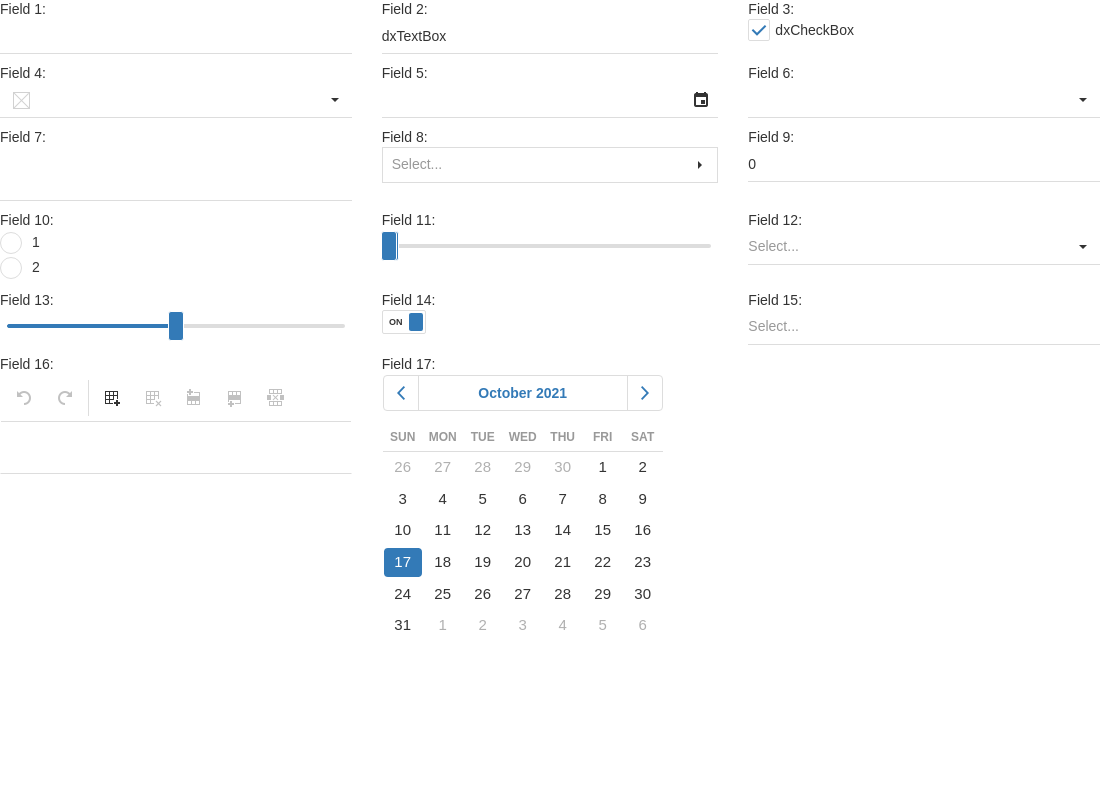 Field 1:
Field 2:
dxTextBox
Field 3:
dxCheckBox
Field 4:
Field 5:
Field 6:
Field 7:
Field 8:
Select...
Field 9:
0
Field 10:
1
2
Field 11:
Field 12:
Select...
Field 13:
Field 14:
ON
Field 15:
Select...
Field 16:
Field 17:
October 2021
SUN MON TUE WED THU FRI SAT
26 27 28 29 30 1 2
3 4 5 6 7 8 9
10 11 12 13 14 15 16
17 18 19 20 21 22 23
24 25 26 27 28 29 30
31 1 2 3 4 5 6